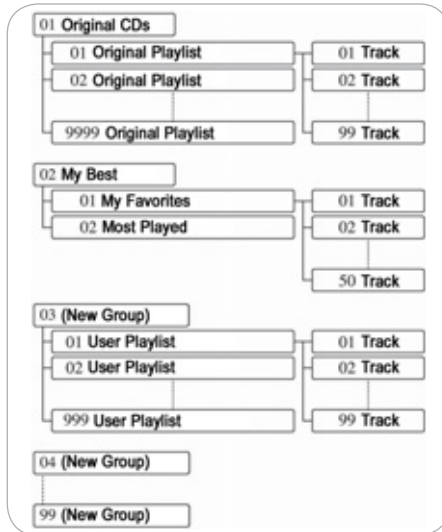 01 Original CDs
01 Original Playlist 01 Track
02 Original Playlist 02 Track
9999 Original Playlist 99 Track
02 My Best
01 My Favorites 01 Track
02 Most Played 02 Track
50 Track
03 (New Group)
01 User Playlist 01 Track
02 User Playlist 02 Track
999 User Playlist 99 Track
04 (New Group)
99 (New Group)